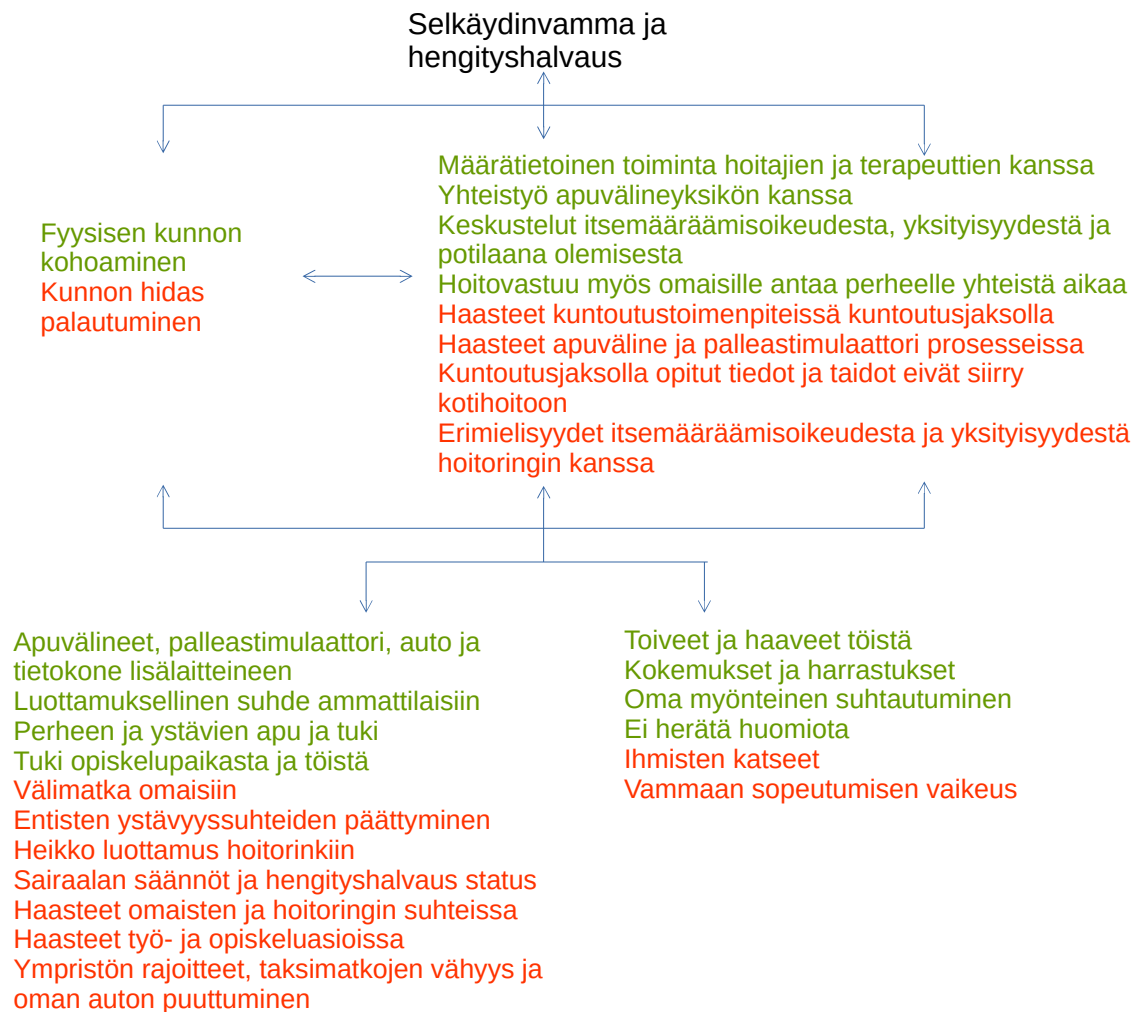 Selkäydinvamma ja
hengityshalvaus
Fyysisen kunnon
kohoaminen
Kunnon hidas
palautuminen
Määrätietoinen toiminta hoitajien ja terapeuttien kanssa
Yhteistyö apuvälineyksikön kanssa
Keskustelut itsemääräämisoikeudesta, yksityisyydestä ja
potilaana olemisesta
Hoitovastuu myös omaisille antaa perheelle yhteistä aikaa
Haasteet kuntoutustoimenpiteissä kuntoutusjaksolla
Haasteet apuväline ja palleastimulaattori prosesseissa
Kuntoutusjaksolla opitut tiedot ja taidot eivät siirry
kotihoitoon
Erimielisyydet itsemääräämisoikeudesta ja yksityisyydestä
hoitoringin kanssa
Apuvälineet, palleastimulaattori, auto ja
tietokone lisälaitteineen
Luottamuksellinen suhde ammattilaisiin
Perheen ja ystävien apu ja tuki
Tuki opiskelupaikasta ja töistä
Välimatka omaisiin
Entisten ystävyyssuhteiden päättyminen
Heikko luottamus hoitorinkiin
Sairaalan säännöt ja hengityshalvaus status
Haasteet omaisten ja hoitoringin suhteissa
Haasteet työ- ja opiskeluasioissa
Ympristön rajoitteet, taksimatkojen vähyys ja
oman auton puuttuminen
Toiveet ja haaveet töistä
Kokemukset ja harrastukset
Oma myönteinen suhtautuminen
Ei herätä huomiota
Ihmisten katseet
Vammaan sopeutumisen vaikeus